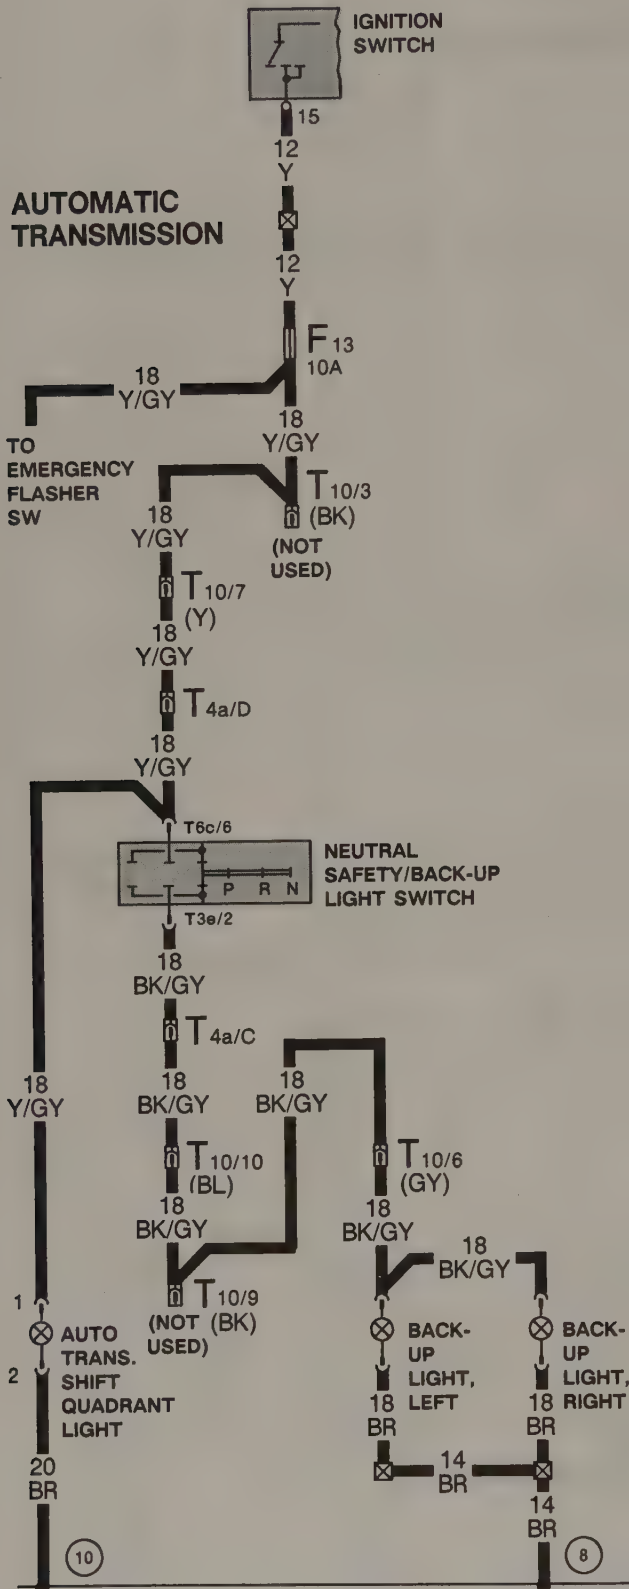 IGNITION
SWITCH
15
12
Y
AUTOMATIC
TRANSMISSION
12
Y
F13
10A
18
Y/GY
18
Y/GY
TO
EMERGENCY
FLASHER
SW
T10/3
(BK)
(NOT
USED)
18
Y/GY
T10/7
(Y)
18
Y/GY
T4a/D
18
Y/GY
T6c/6
NEUTRAL
SAFETY/BACK-UP
LIGHT SWITCH
P R N
T3e/2
18
BK/GY
T4a/C
18
Y/GY
18
BK/GY
18
BK/GY
T10/10
(BL)
T10/6
(GY)
18
BK/GY
18
BK/GY
18
BK/GY
T10/9
(BK)
(NOT
USED)
1
2
AUTO
TRANS.
SHIFT
QUADRANT
LIGHT
BACK-
UP
LIGHT,
LEFT
BACK-
UP
LIGHT,
RIGHT
18
BR
18
BR
20
BR
14
BR
14
BR
10
8